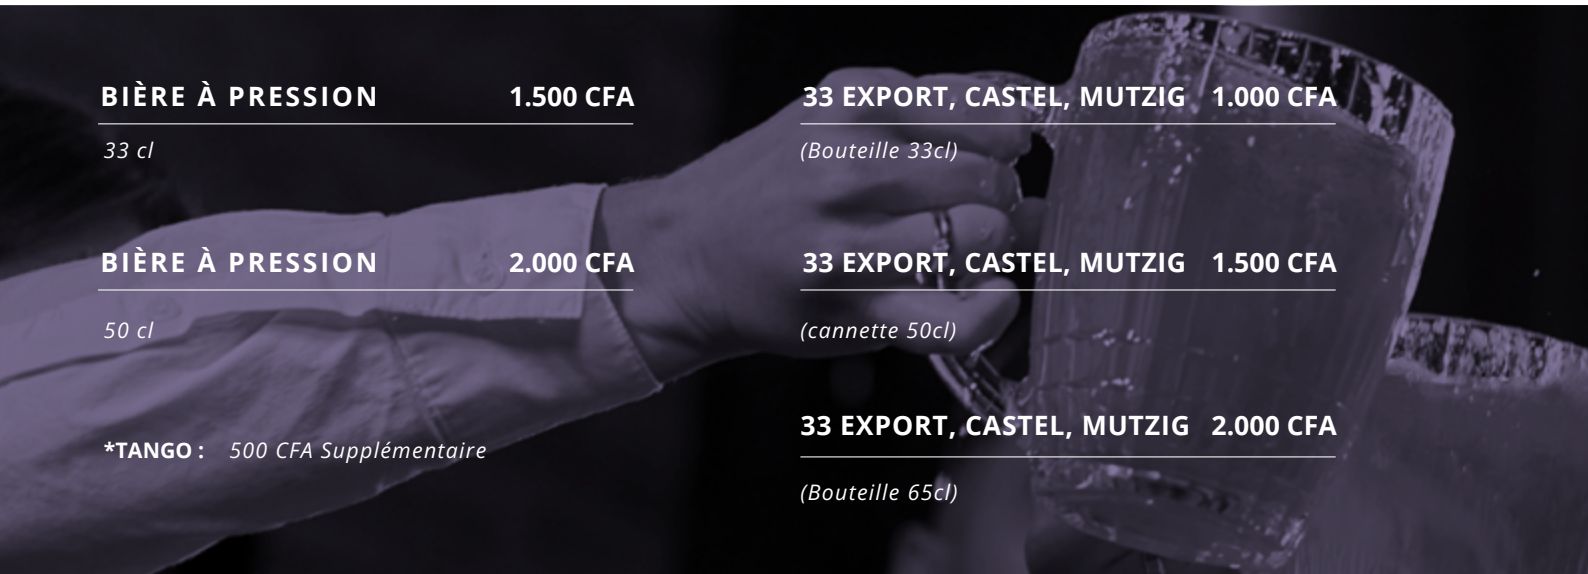 BIÈRE À PRESSION 1.500 CFA
33 cl
BIÈRE À PRESSION 2.000 CFA
50 cl
*TANGO : 500 CFA Supplémentaire
33 EXPORT, CASTEL, MUTZIG 1.000 CFA
(Bouteille 33cl)
33 EXPORT, CASTEL, MUTZIG 1.500 CFA
(cannette 50cl)
33 EXPORT, CASTEL, MUTZIG 2.000 CFA
(Bouteille 65cl)